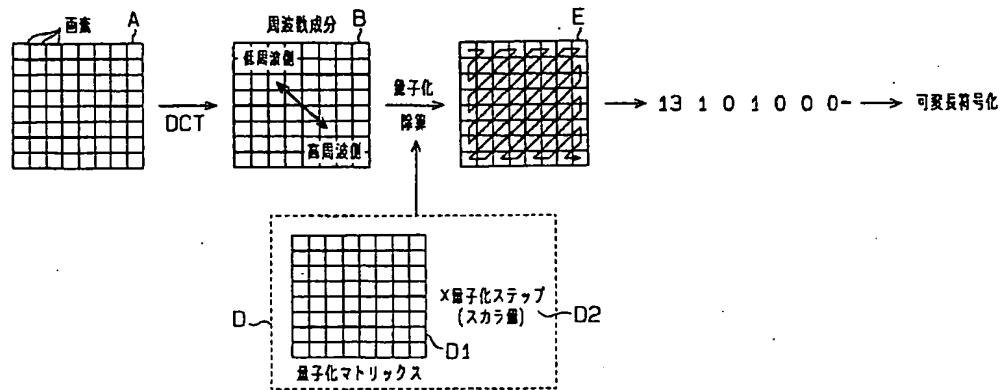 画素
A
周波数成分
B
E
低周波側
高周波側
DCT
量子化
除算
13 1 0 1 0 0 0-
可変長符号化
D
×量子化ステップ
(スカラ量)
D2
D1
量子化マトリックス